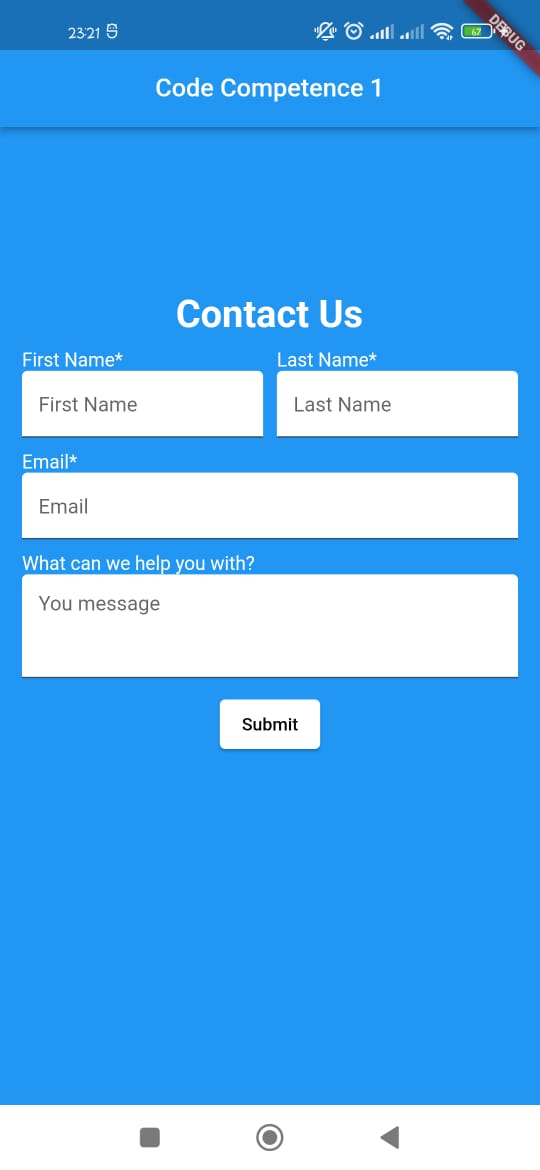 23:21
67
DEBUG
Code Competence 1
Contact Us
First Name* Last Name*
First Name Last Name
Email*
Email
What can we help you with?
You message
Submit